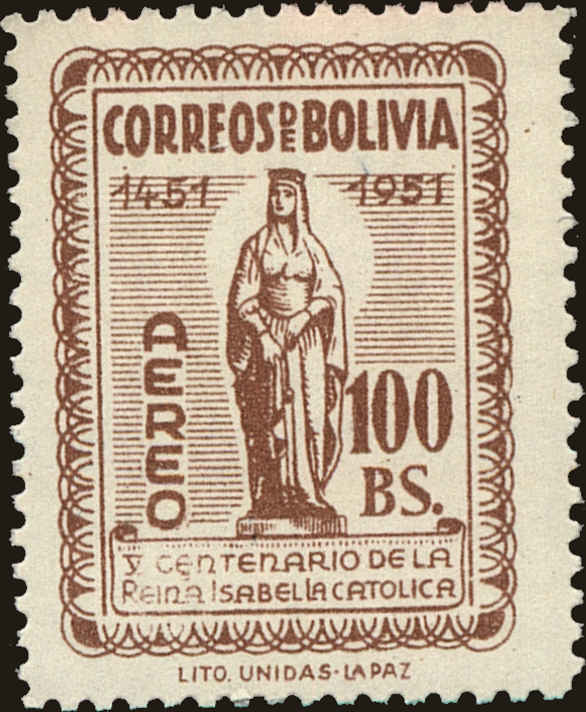 CORREOS DE BOLIVIA
1451 1951
AEREO
100
BS.
V CENTENARIO DE LA
REINA ISABEL LA CATOLICA
LITO. UNIDAS-LA PAZ